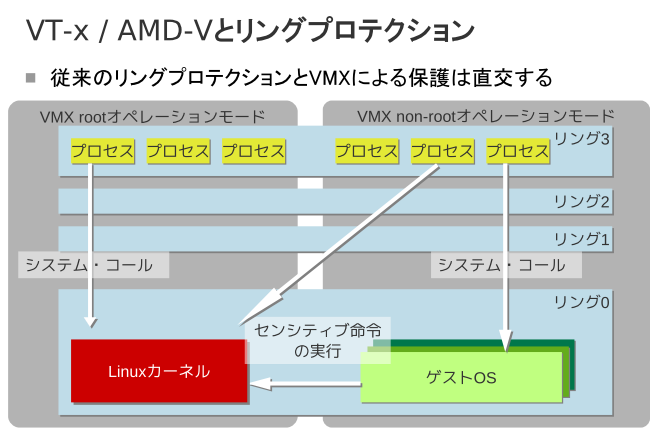 VT-x / AMD-Vとリングプロテクション
従来のリングプロテクションとVMXによる保護は直交する
VMX rootオペレーションモード
VMX non-rootオペレーションモード
リング3
プロセス
プロセス
プロセス
プロセス
プロセス
プロセス
リング2
リング1
システム・コール
システム・コール
リング0
センシティブ命令
の実行
Linuxカーネル
ゲストOS